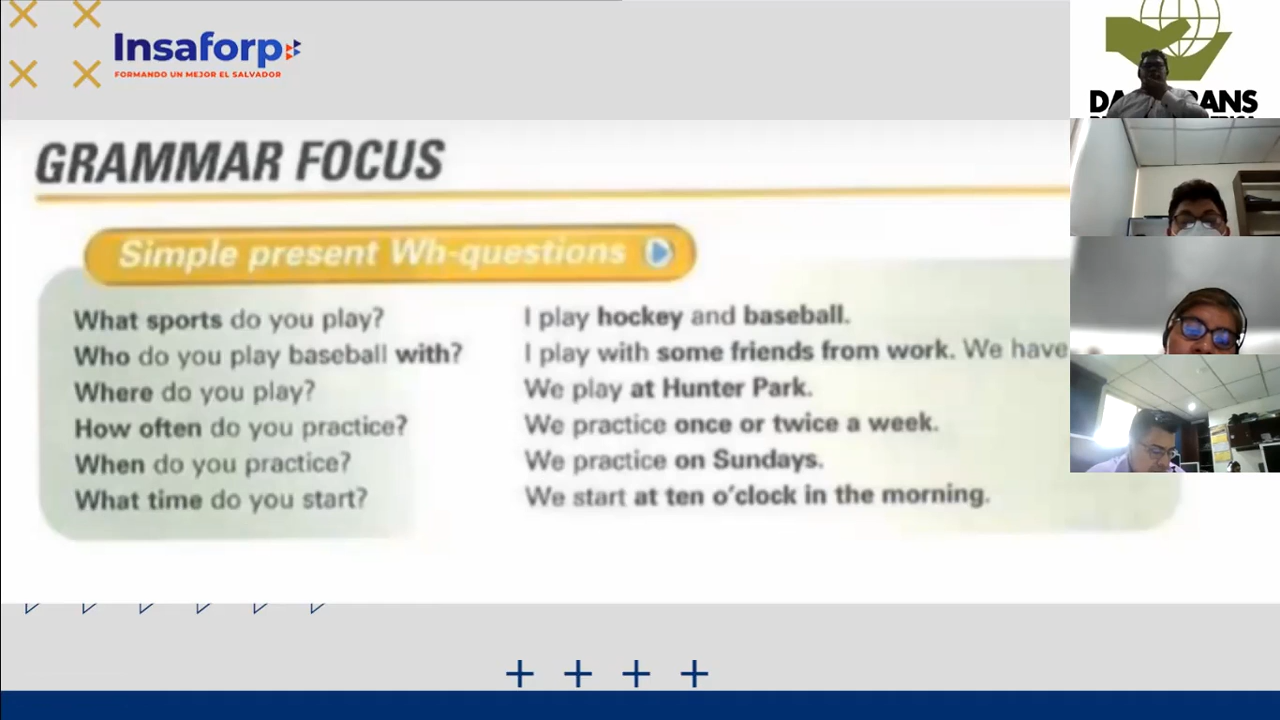 Insaforp
FORMANDO UN MEJOR EL SALVADOR
GRAMMAR FOCUS
Simple present Wh-questions
What sports do you play? I play hockey and baseball.
Who do you play baseball with? I play with some friends from work. We have
Where do you play? We play at Hunter Park.
How often do you practice? We practice once or twice a week.
When do you practice? We practice on Sundays.
What time do you start? We start at ten o'clock in the morning.